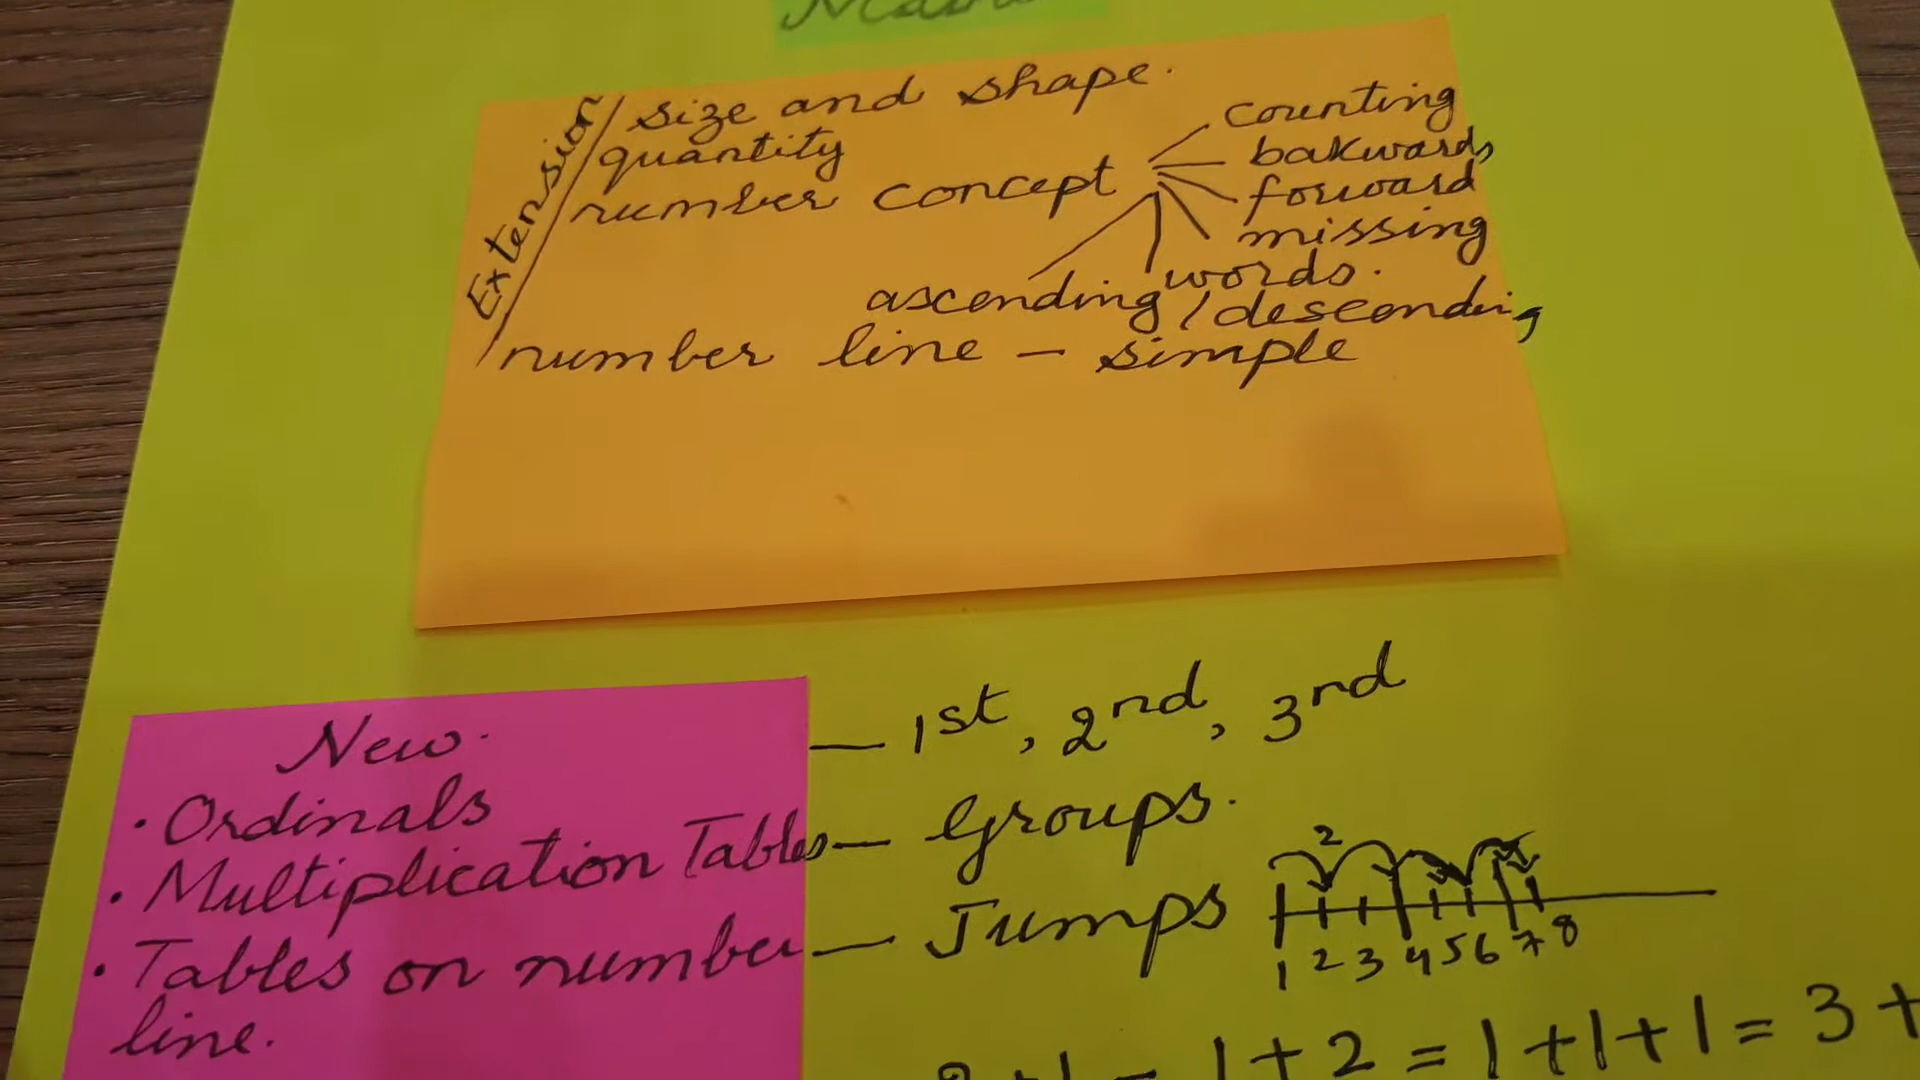 Extension
size and shape.
quantity
number concept
counting
bakwards
forward
missing
words.
ascending / desconding
number line - simple
New.
• Ordinals
— 1st, 2nd, 3rd
• Multiplication Tables — Groups.
• Tables on number line.
— Jumps
2
1 2 3 4 5 6 7 8
+1 = 1+2 = 1+1+1 = 3+